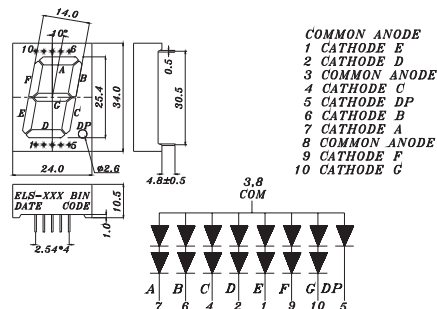 14.0
10°
10 6
A
F B
G
E C
D DP
1 5
25.4
34.0
24.0
ø2.6
0.5
30.5
4.8±0.5
COMMON ANODE
1 CATHODE E
2 CATHODE D
3 COMMON ANODE
4 CATHODE C
5 CATHODE DP
6 CATHODE B
7 CATHODE A
8 COMMON ANODE
9 CATHODE F
10 CATHODE G
ELS-XXX BIN
DATE CODE
10.5
1.0
2.54*4
3,8
COM
A B C D E F G DP
7 6 4 2 1 9 10 5